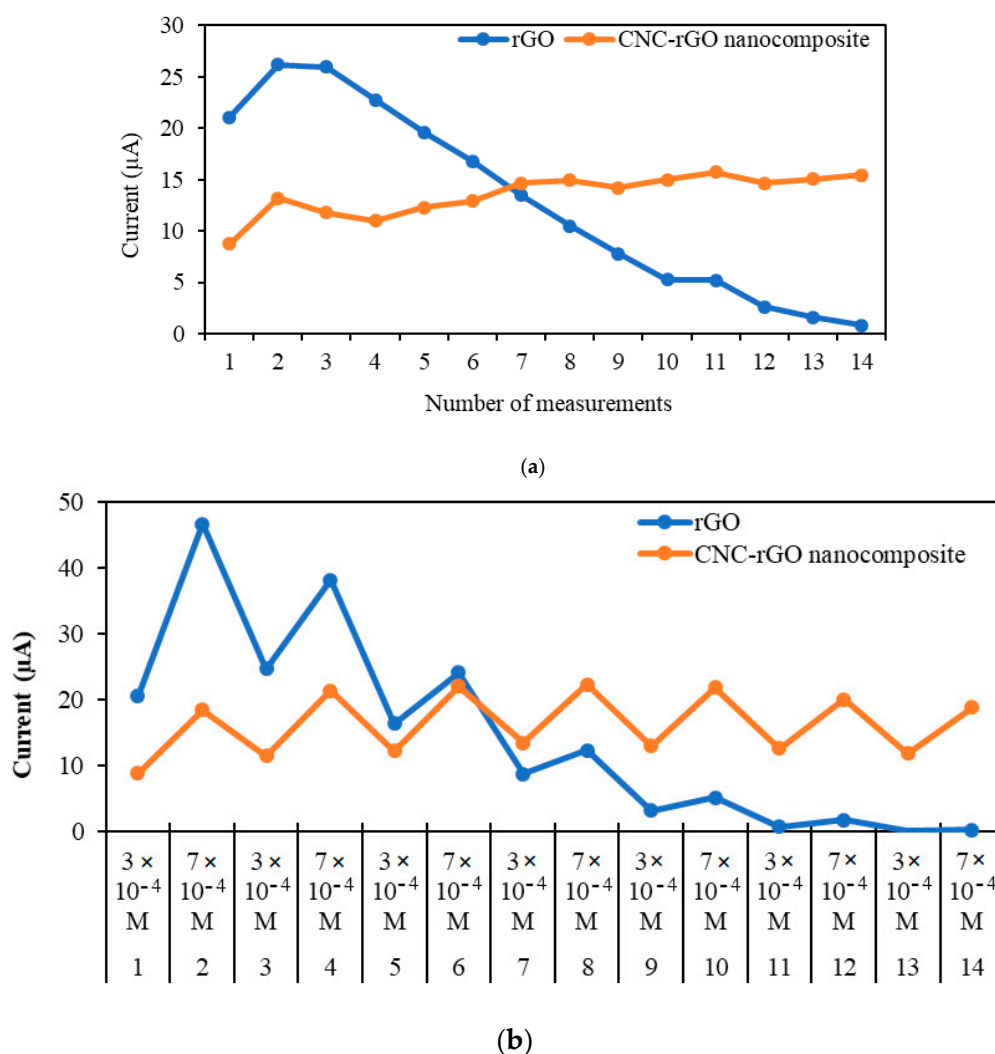 30
25
20
15
10
5
0
Current (µA)
rGO CNC-rGO nanocomposite
1 2 3 4 5 6 7 8 9 10 11 12 13 14
Number of measurements
(a)
50
40
30
20
10
0
Current (µA)
rGO
CNC-rGO nanocomposite
3 × 7 × 3 × 7 × 3 × 7 × 3 × 7 × 3 × 7 × 3 × 7 × 3 × 7 ×
10⁻⁴ 10⁻⁴ 10⁻⁴ 10⁻⁴ 10⁻⁴ 10⁻⁴ 10⁻⁴ 10⁻⁴ 10⁻⁴ 10⁻⁴ 10⁻⁴ 10⁻⁴ 10⁻⁴ 10⁻⁴
M M M M M M M M M M M M M M
1 2 3 4 5 6 7 8 9 10 11 12 13 14
(b)